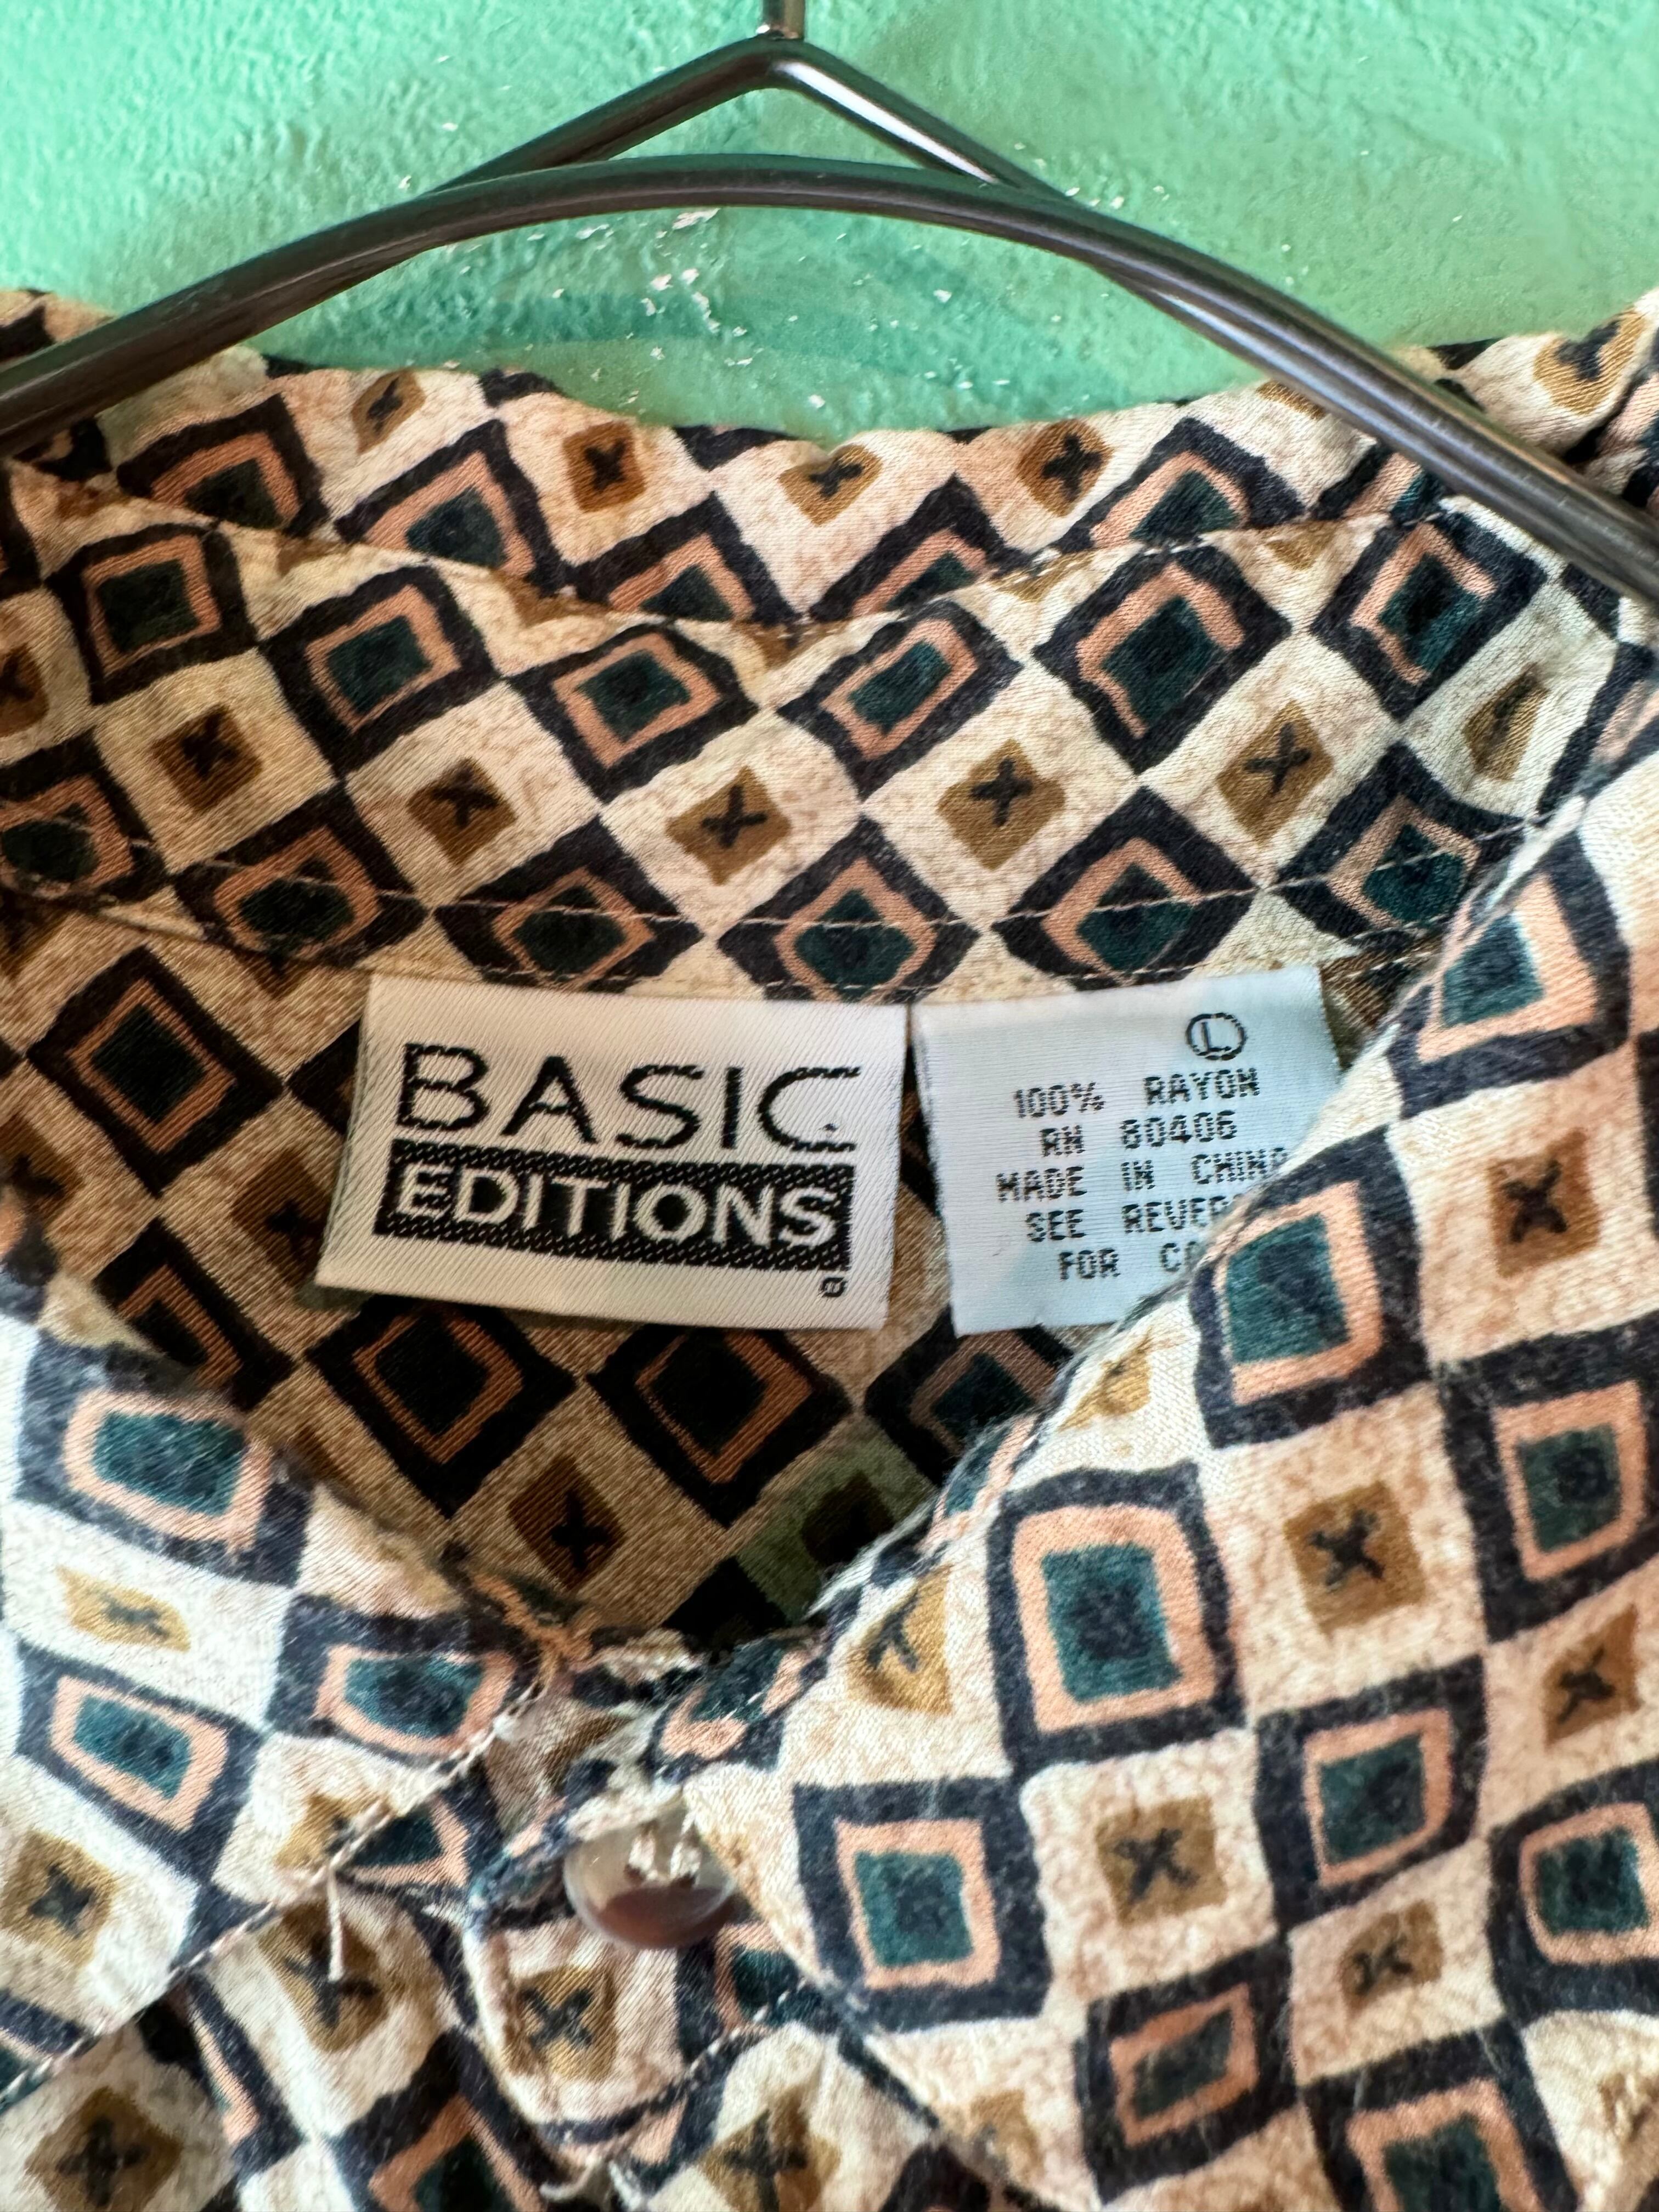 BASIC
EDITIONS
®
L
100% RAYON
RN 80406
MADE IN CHINA
SEE
FOR